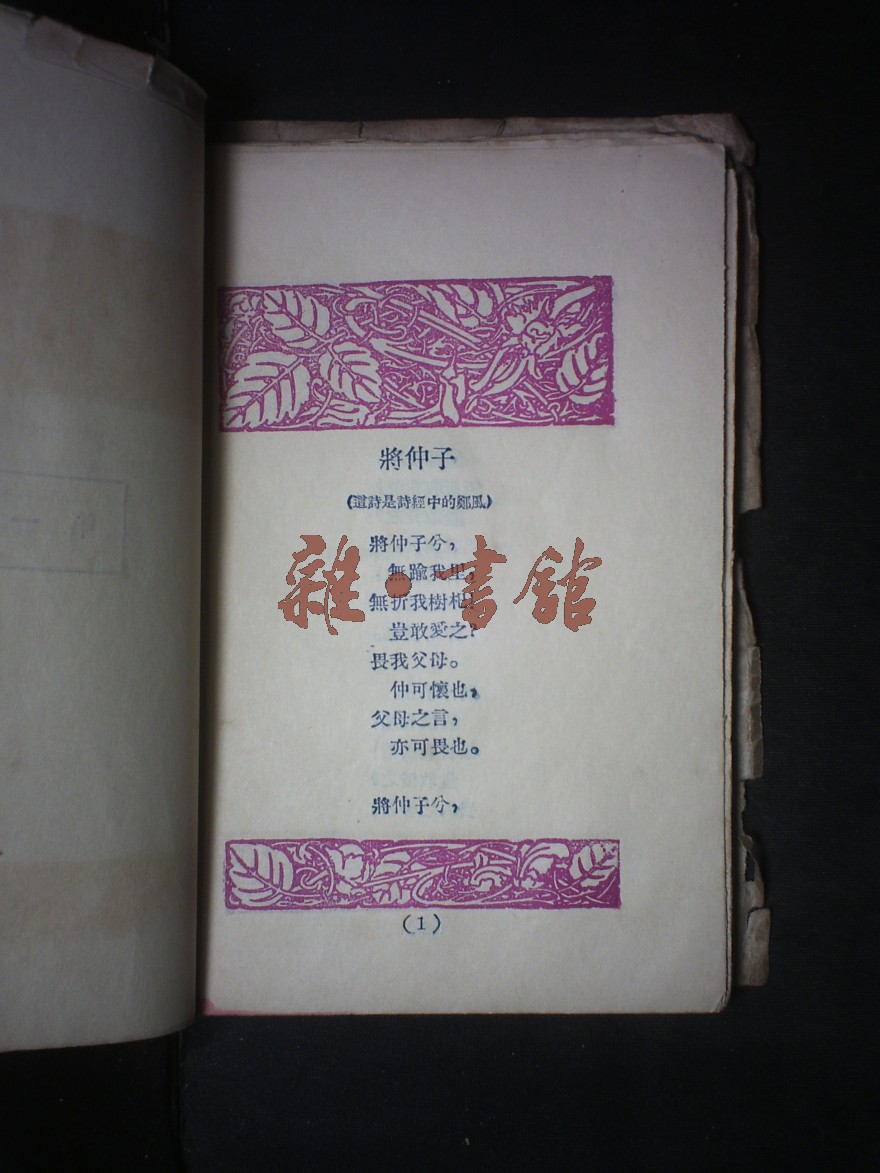 將仲子
(這詩是詩經中的鄭風)
將仲子兮,
無踰我里,
無折我樹杞!
豈敢愛之?
畏我父母。
仲可懷也,
父母之言,
亦可畏也。
將仲子兮,
(1)
雜·書館